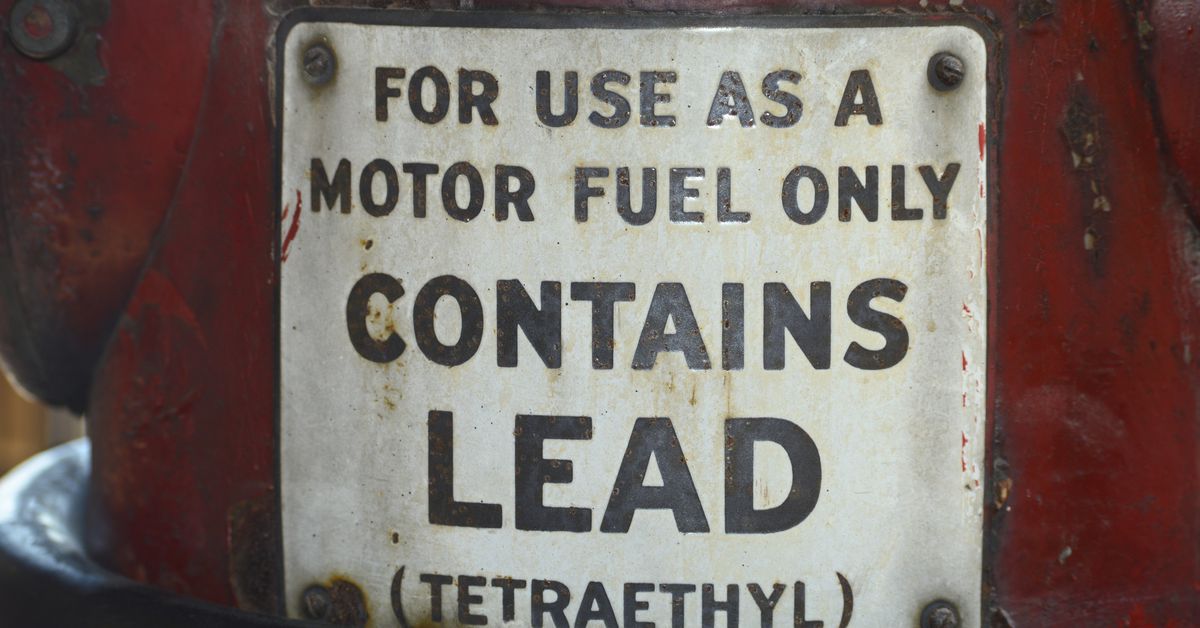 FOR USE AS A
MOTOR FUEL ONLY
CONTAINS
LEAD
(TETRAETHYL)